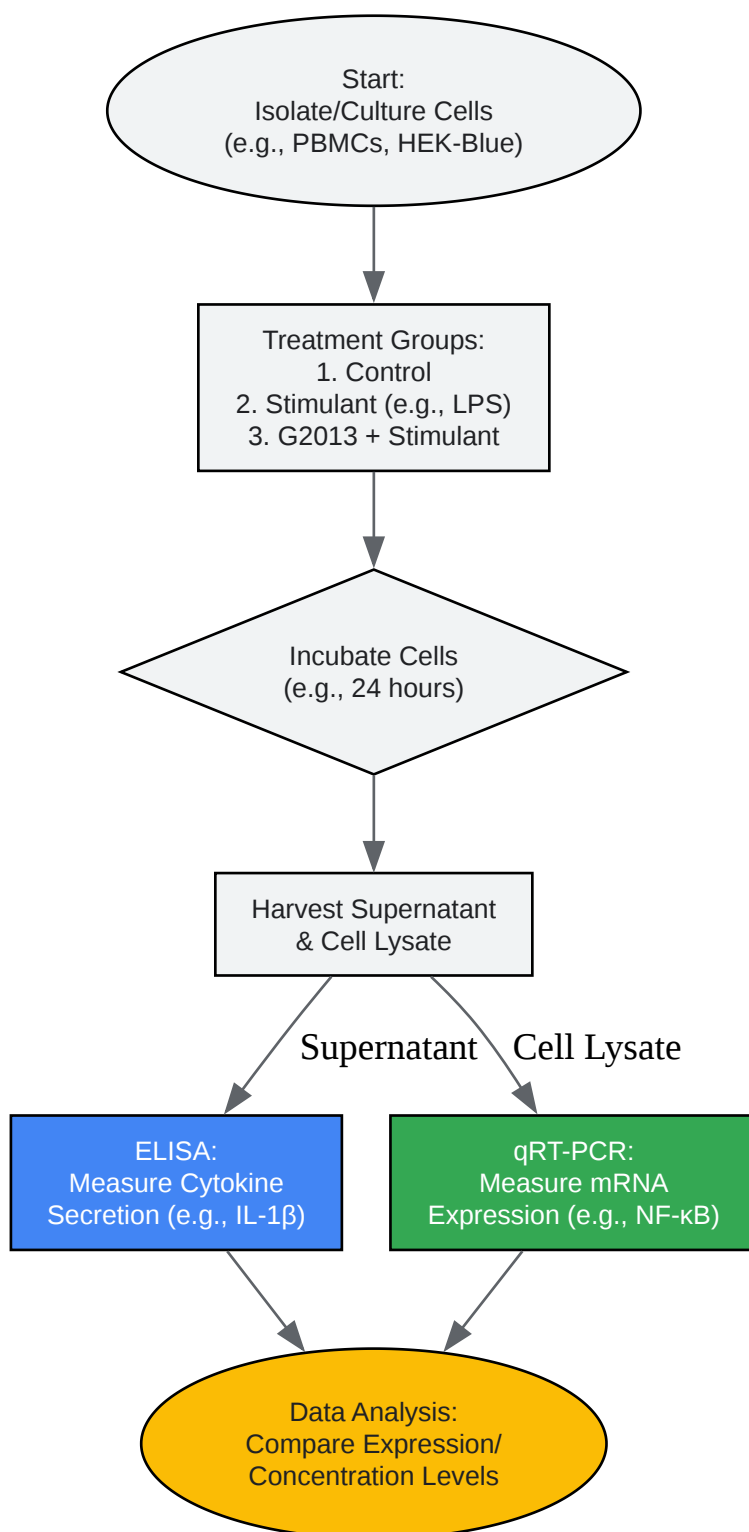 Start:
Isolate/Culture Cells
(e.g., PBMCs, HEK-Blue)
Treatment Groups:
1. Control
2. Stimulant (e.g., LPS)
3. G2013 + Stimulant
Incubate Cells
(e.g., 24 hours)
Harvest Supernatant
& Cell Lysate
Supernatant
Cell Lysate
ELISA:
Measure Cytokine
Secretion (e.g., IL-1β)
qRT-PCR:
Measure mRNA
Expression (e.g., NF-κB)
Data Analysis:
Compare Expression/
Concentration Levels